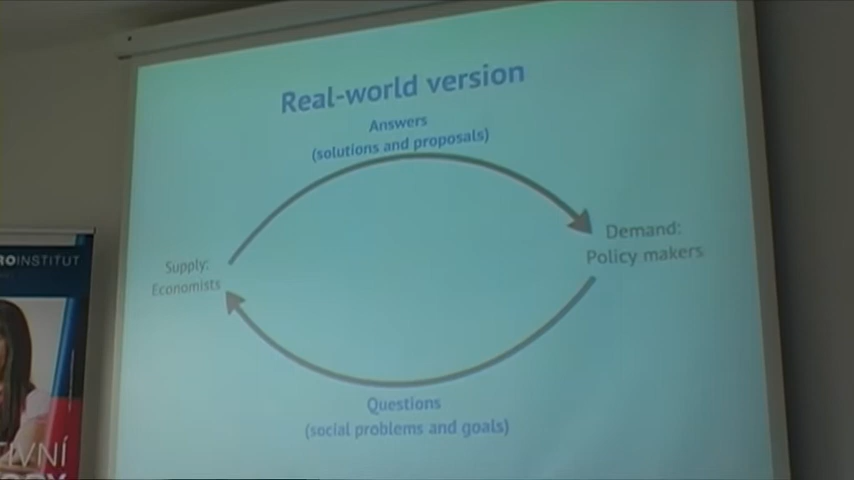 Real-world version
Answers
(solutions and proposals)
Demand:
Policy makers
Supply:
Economists
Questions
(social problems and goals)
ROINSTITUT
TIVNÍ